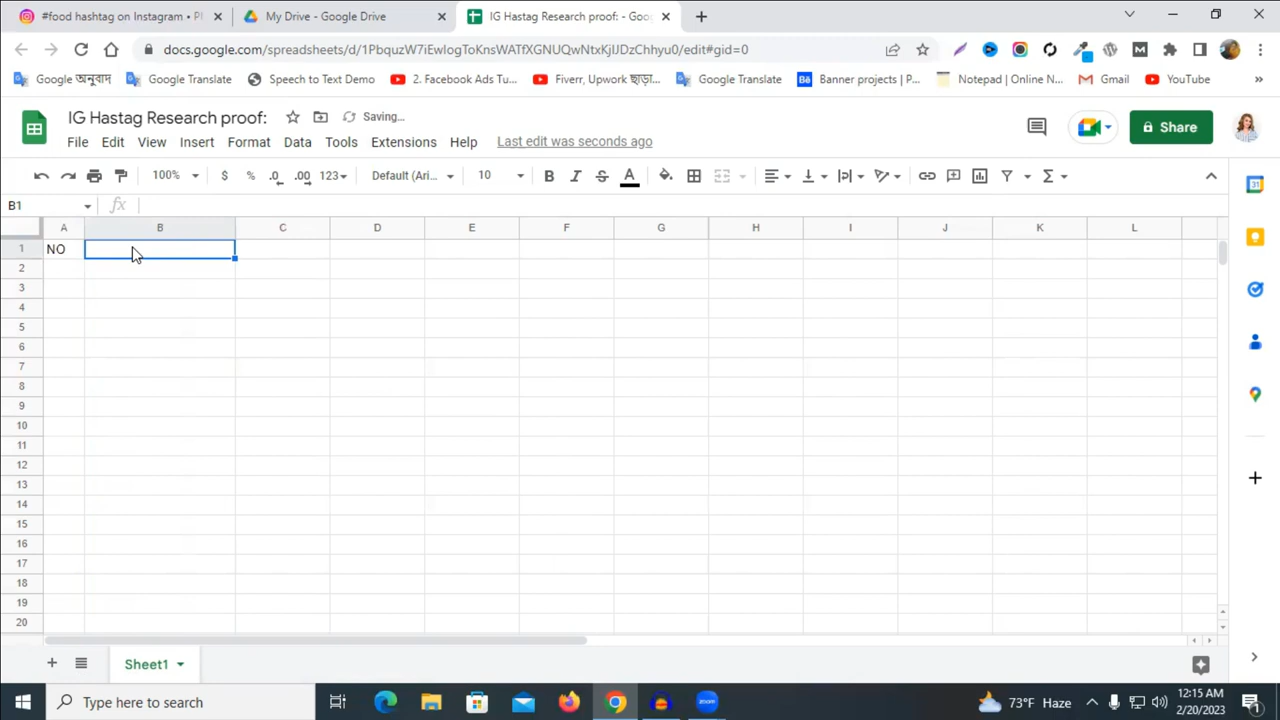 #food hashtag on Instagram • Pl
My Drive - Google Drive
IG Hastag Research proof: - Goo
docs.google.com/spreadsheets/d/1PbquzW7iEwIogToKnsWATfXGNUQwNtxKjlJDzChhyu0/edit#gid=0
Google অনুবাদ
Google Translate
Speech to Text Demo
2. Facebook Ads Tu...
Fiverr, Upwork ছাড়া...
Google Translate
Banner projects | P...
Notepad | Online N...
Gmail
YouTube
IG Hastag Research proof:
Saving...
File Edit View Insert Format Data Tools Extensions Help Last edit was seconds ago
Share
100% $ % .0 .00 123 Default (Ari... 10
B1
A B C D E F G H I J K L
1 NO
2
3
4
5
6
7
8
9
10
11
12
13
14
15
16
17
18
19
20
Sheet1
Type here to search
zoom
73°F Haze
12:15 AM
2/20/2023